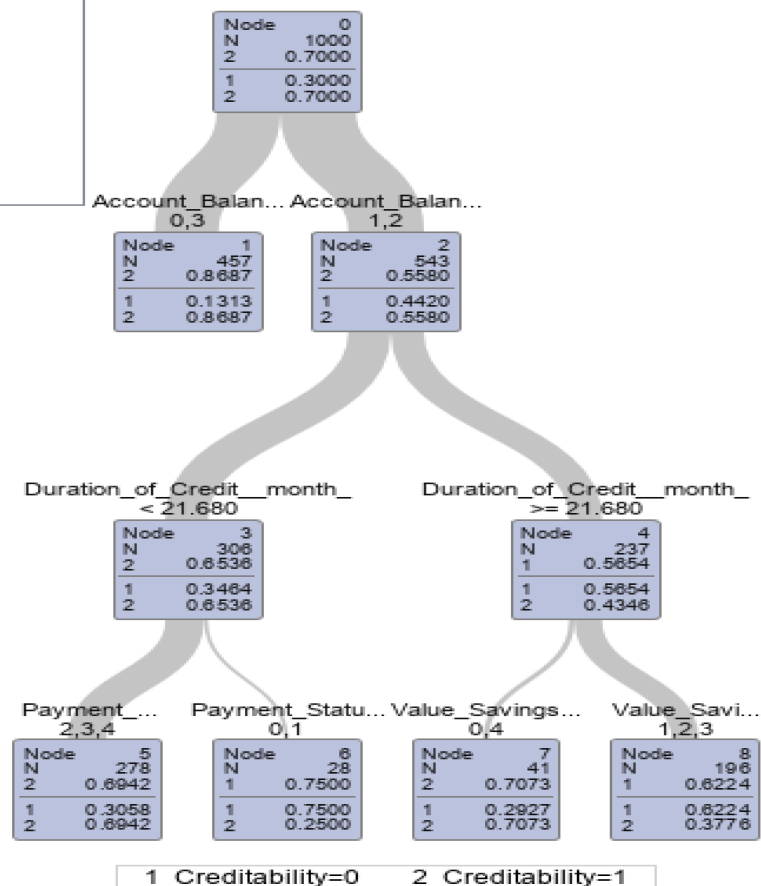 Node 0
N 1000
2 0.7000
1 0.3000
2 0.7000
Account_Balan... Account_Balan...
0,3 1,2
Node 1
N 457
2 0.8687
1 0.1313
2 0.8687
Node 2
N 543
2 0.5580
1 0.4420
2 0.5580
Duration_of_Credit__month_
< 21.680
Duration_of_Credit__month_
>= 21.680
Node 3
N 306
2 0.6536
1 0.3464
2 0.6536
Node 4
N 237
1 0.5654
1 0.5654
2 0.4346
Payment_... Payment_Statu... Value_Savings... Value_Savi...
2,3,4 0,1 0,4 1,2,3
Node 5
N 278
2 0.6942
1 0.3058
2 0.6942
Node 6
N 28
1 0.7500
1 0.7500
2 0.2500
Node 7
N 41
2 0.7073
1 0.2927
2 0.7073
Node 8
N 196
1 0.6224
1 0.6224
2 0.3776
1 Creditability=0 2 Creditability=1